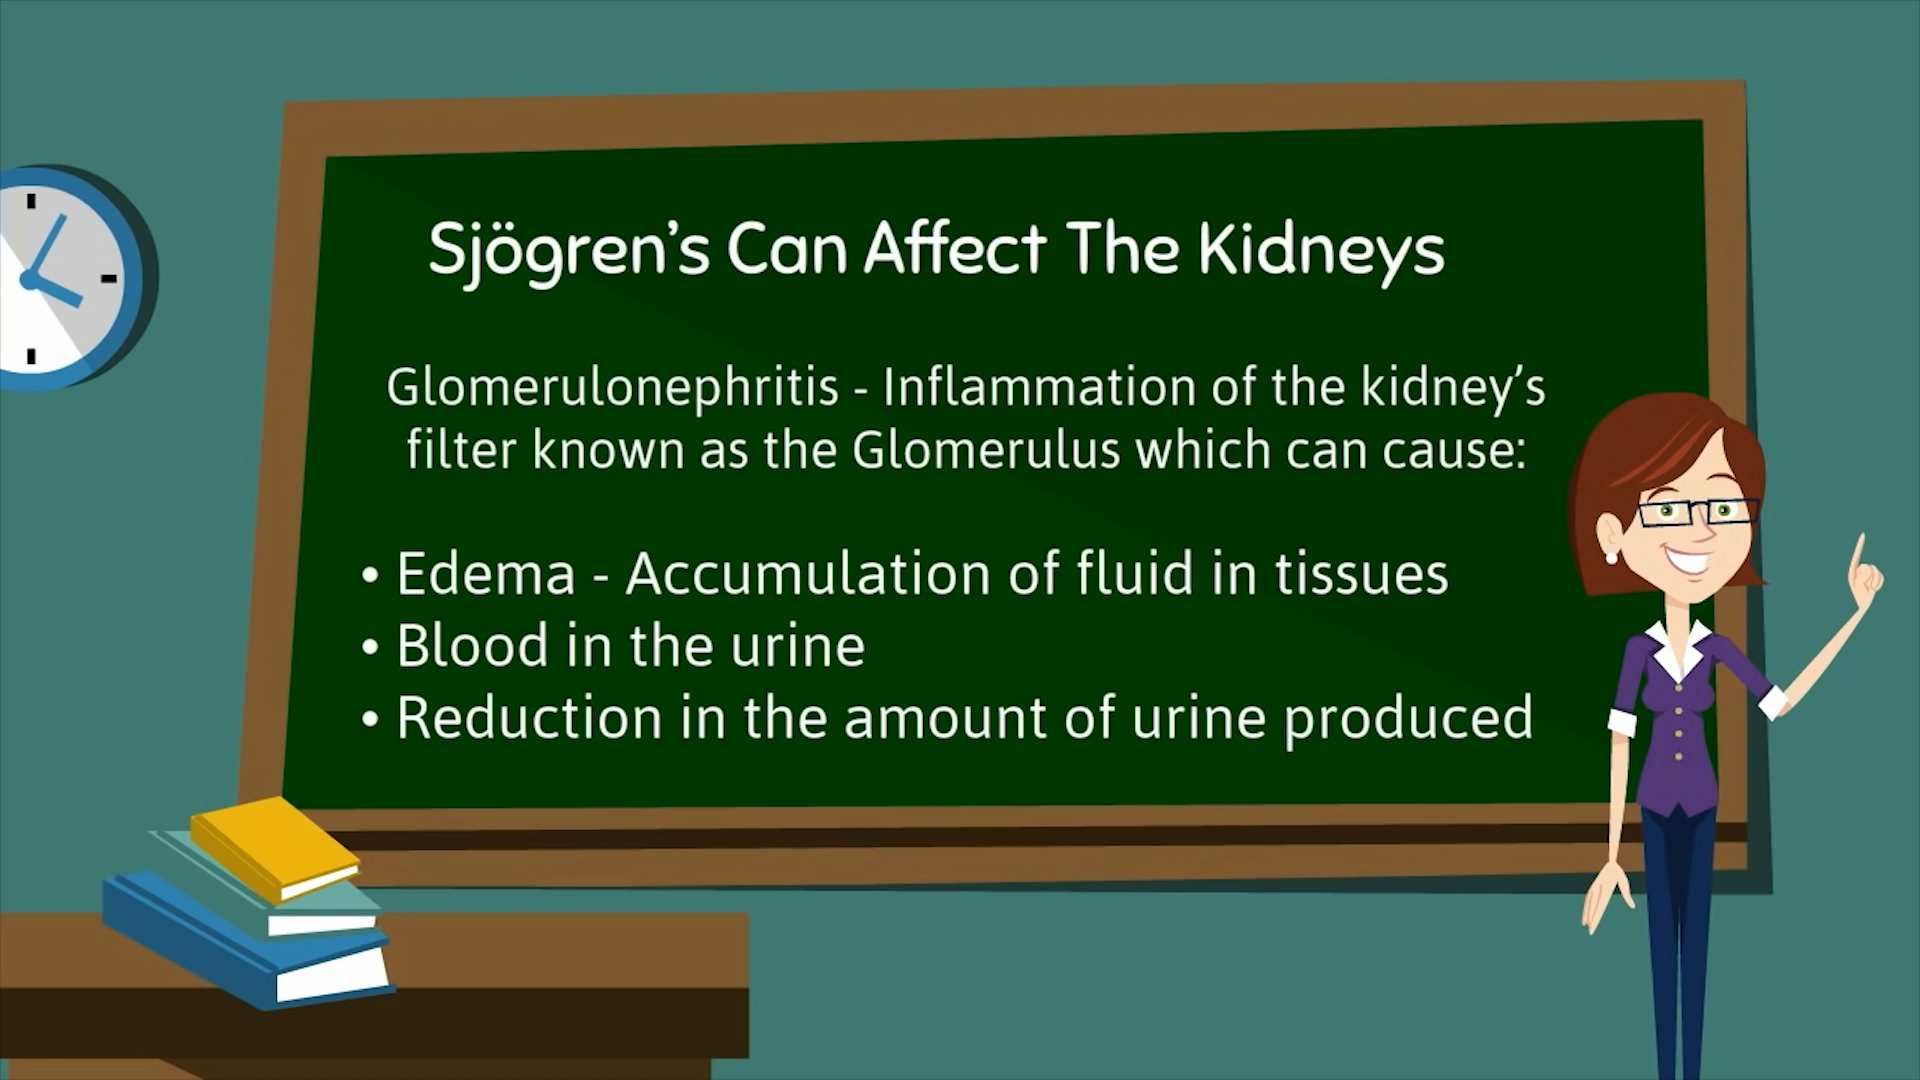 Sjögren's Can Affect The Kidneys
Glomerulonephritis - Inflammation of the kidney's
filter known as the Glomerulus which can cause:
• Edema - Accumulation of fluid in tissues
• Blood in the urine
• Reduction in the amount of urine produced